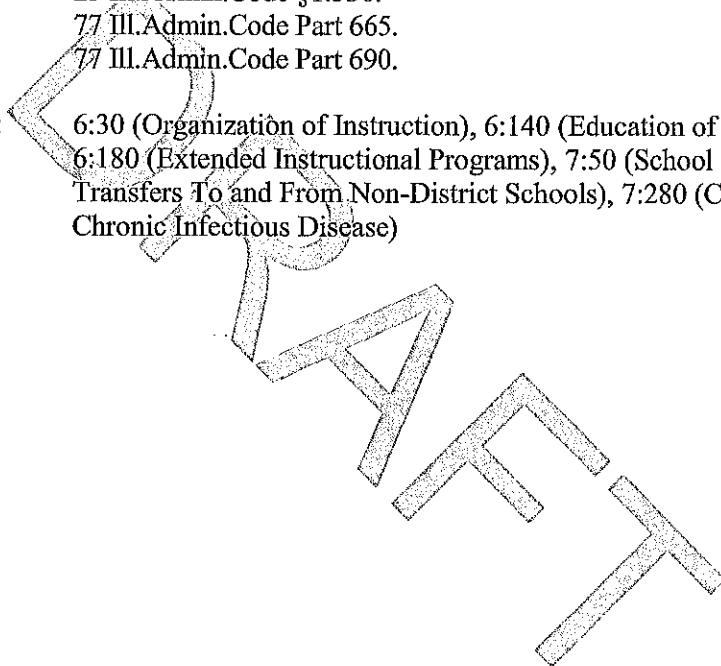 77 Ill.Admin.Code Part 665.
77 Ill.Admin.Code Part 690.
6:30 (Organization of Instruction), 6:140 (Education of
6:180 (Extended Instructional Programs), 7:50 (School
Transfers To and From Non-District Schools), 7:280 (C
Chronic Infectious Disease)
DRAFT